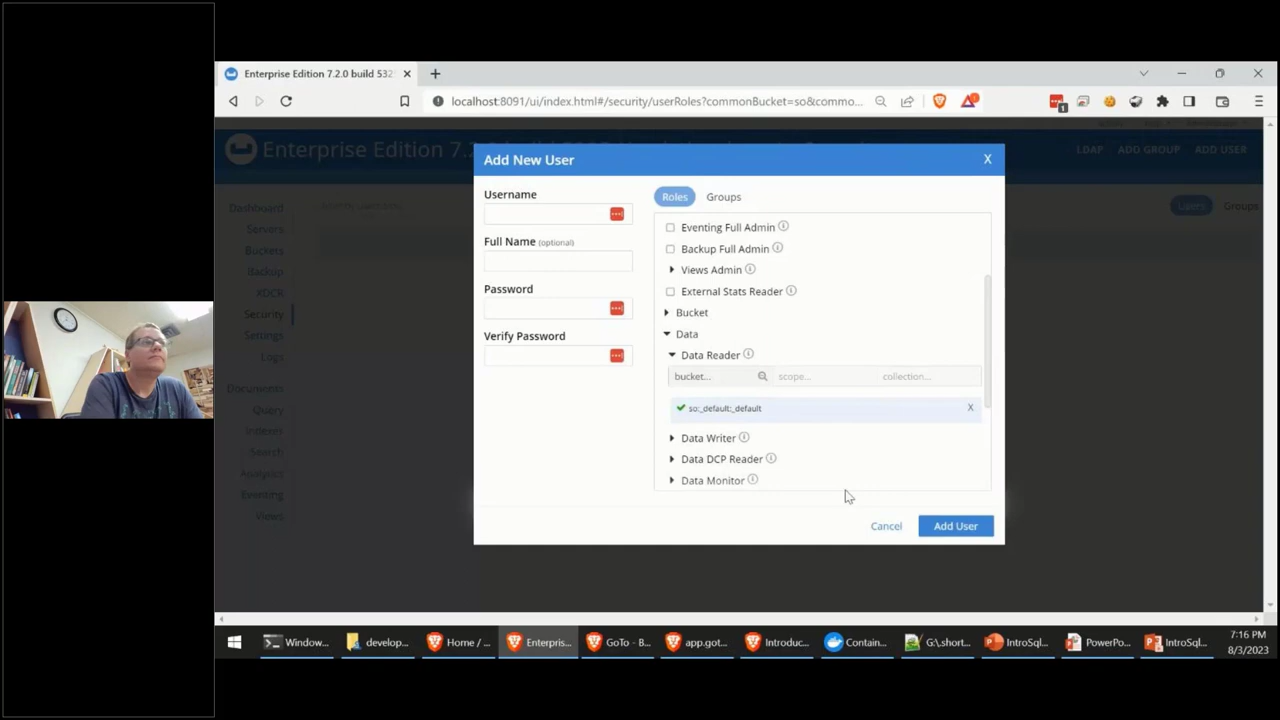 Enterprise Edition 7.2.0 build 532
localhost:8091/ui/index.html#/security/userRoles?commonBucket=so&commo...
Enterprise Edition 7.
LDAP ADD GROUP ADD USER
Add New User X
Dashboard
Servers
Buckets
Backup
XDCR
Security
Settings
Logs
Documents
Query
Indexes
Search
Analytics
Eventing
Views
Users Groups
Username
Full Name (optional)
Password
Verify Password
Roles Groups
Eventing Full Admin
Backup Full Admin
Views Admin
External Stats Reader
Bucket
Data
Data Reader
bucket... scope... collection...
so:_default:_default X
Data Writer
Data DCP Reader
Data Monitor
Cancel Add User
Window... develop... Home / ... Enterpris... GoTo - B... app.got... Introduc... Contain... G:\.short... IntroSql... PowerPo... IntroSql...
7:16 PM
8/3/2023